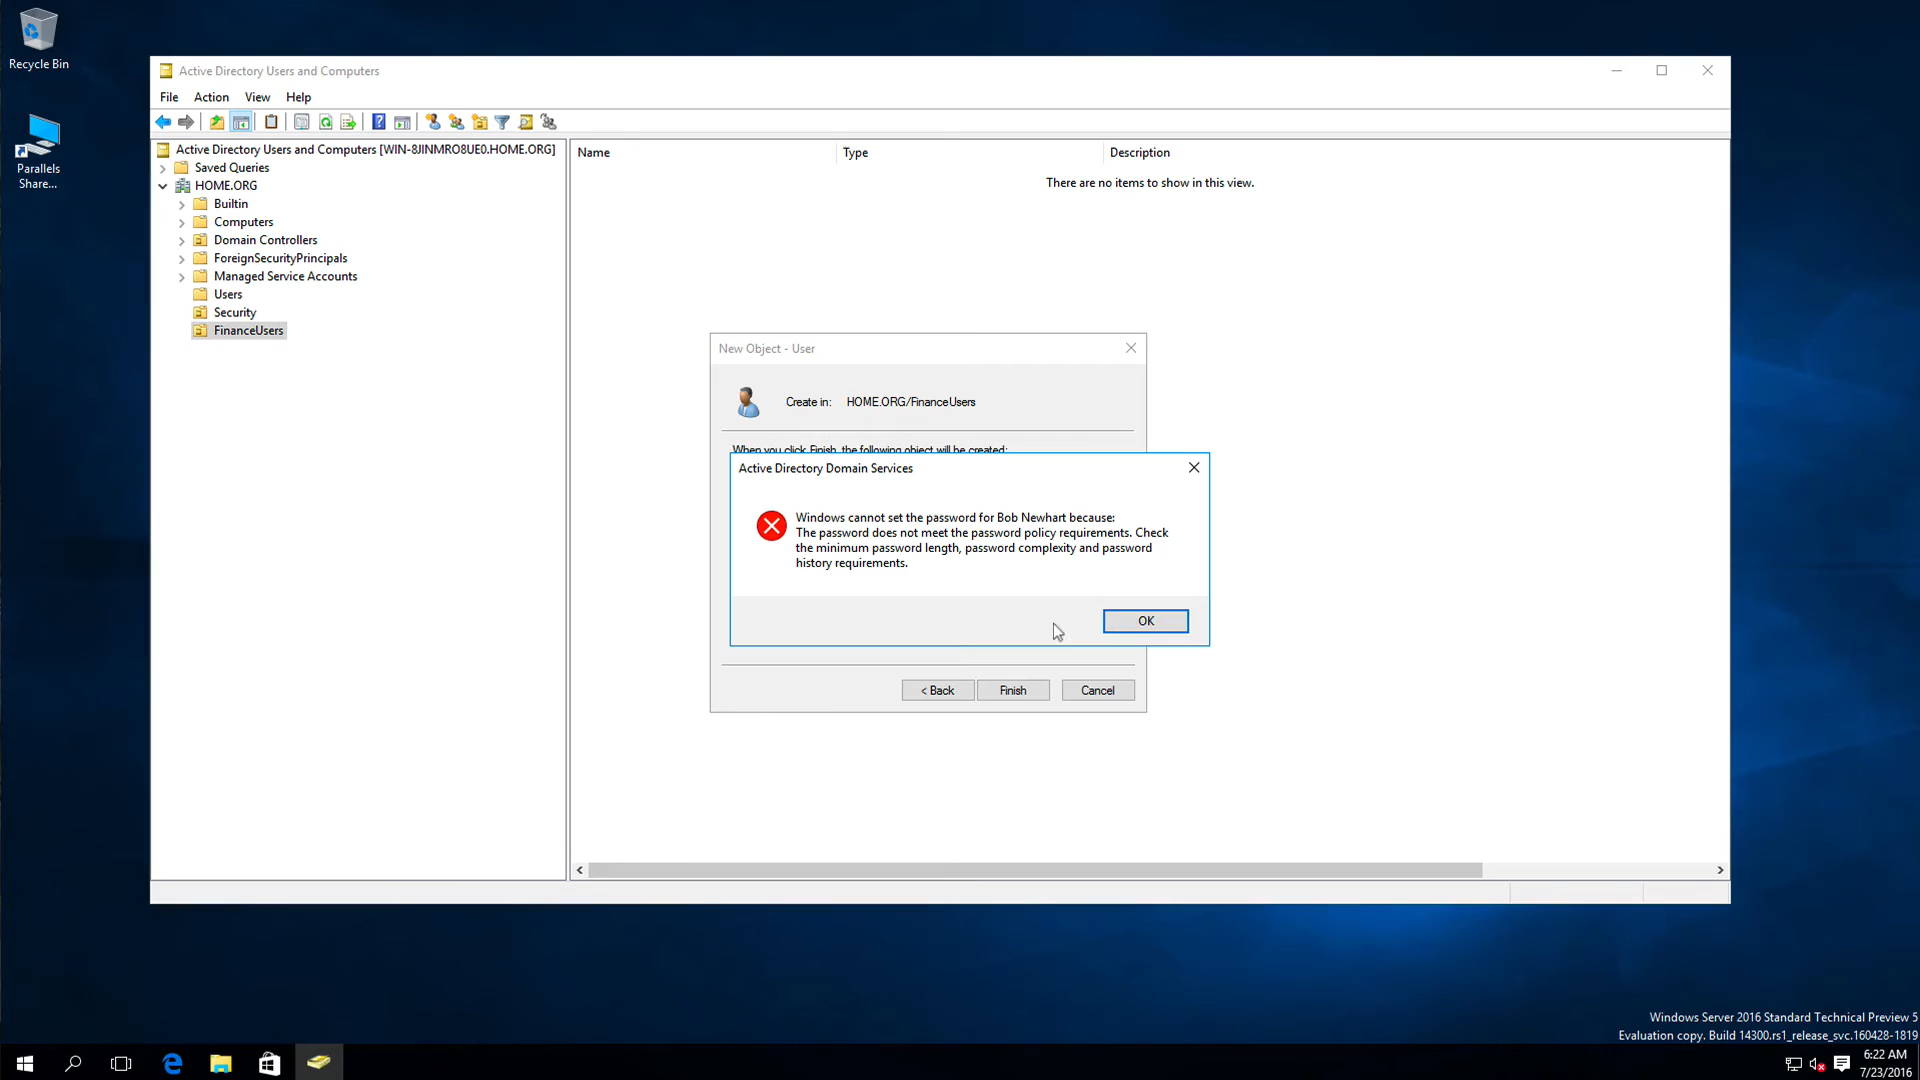 Recycle Bin
Parallels
Share...
Active Directory Users and Computers
File Action View Help
Active Directory Users and Computers [WIN-8JINMRO8UE0.HOME.ORG]
Saved Queries
HOME.ORG
Builtin
Computers
Domain Controllers
ForeignSecurityPrincipals
Managed Service Accounts
Users
Security
FinanceUsers
Name Type Description
There are no items to show in this view.
New Object - User
Create in: HOME.ORG/FinanceUsers
When you click Finish, the following object will be created:
Active Directory Domain Services
Windows cannot set the password for Bob Newhart because:
The password does not meet the password policy requirements. Check
the minimum password length, password complexity and password
history requirements.
OK
< Back Finish Cancel
Windows Server 2016 Standard Technical Preview 5
Evaluation copy. Build 14300.rs1_release_svc.160428-1819
6:22 AM
7/23/2016